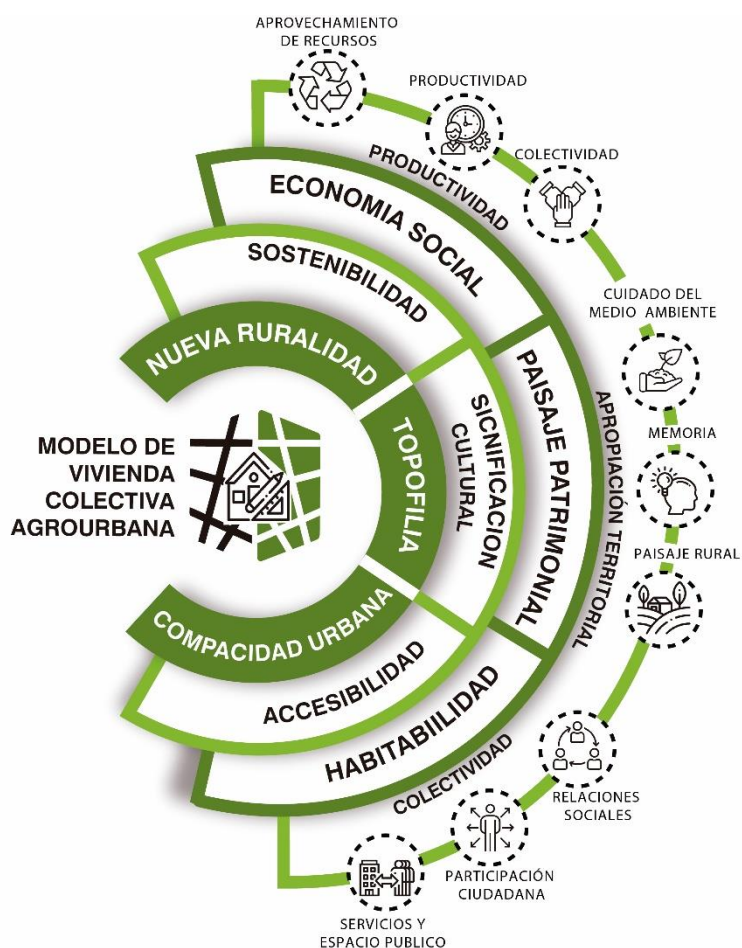 APROVECHAMIENTO
DE RECURSOS
PRODUCTIVIDAD
COLECTIVIDAD
CUIDADO DEL
MEDIO AMBIENTE
MEMORIA
PAISAJE RURAL
RELACIONES
SOCIALES
PARTICIPACIÓN
CIUDADANA
SERVICIOS Y
ESPACIO PUBLICO
PRODUCTIVIDAD
APROPIACIÓN TERRITORIAL
COLECTIVIDAD
ECONOMIA SOCIAL
PAISAJE PATRIMONIAL
HABITABIILIDAD
SOSTENIBILIDAD
SIGNIFICACION
CULTURAL
ACCESIBILIDAD
NUEVA RURALIDAD
TOPOFILIA
COMPACIDAD URBANA
MODELO DE
VIVIENDA
COLECTIVA
AGROURBANA